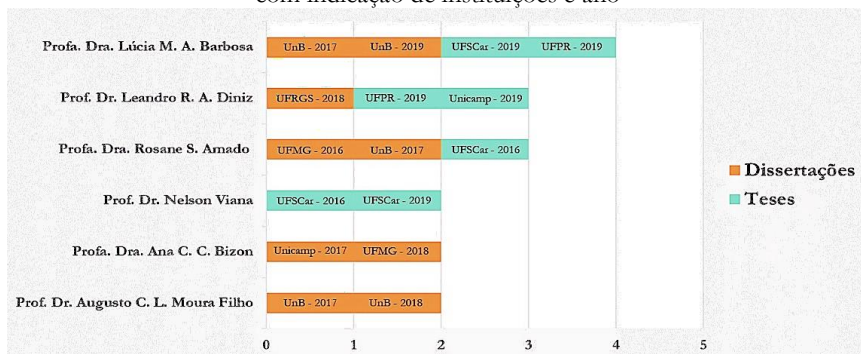 com indicação de instituições e ano
Profa. Dra. Lúcia M. A. Barbosa
UnB - 2017 UnB - 2019 UFSCar - 2019 UFPR - 2019
Prof. Dr. Leandro R. A. Diniz
UFRGS - 2018 UFPR - 2019 Unicamp - 2019
Profa. Dra. Rosane S. Amado
UFMG - 2016 UnB - 2017 UFSCar - 2016
Dissertações
Teses
Prof. Dr. Nelson Viana
UFSCar - 2016 UFSCar - 2019
Profa. Dra. Ana C. C. Bizon
Unicamp - 2017 UFMG - 2018
Prof. Dr. Augusto C. L. Moura Filho
UnB - 2017 UnB - 2018
0 1 2 3 4 5